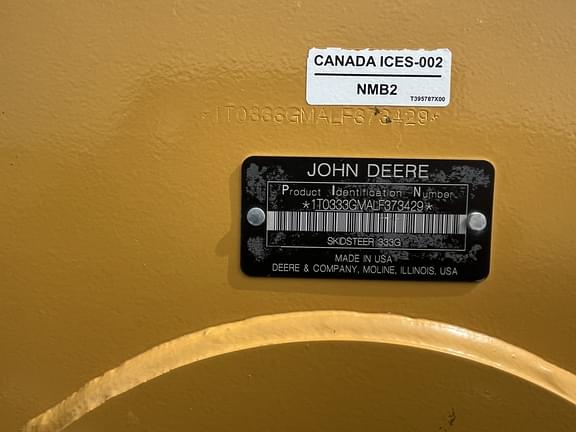 CANADA ICES-002
NMB2
T395787X00
*1T0333GMALF373429*
JOHN DEERE
Product Identification Number
*1T0333GMALF373429*
SKIDSTEER 333G
MADE IN USA
DEERE & COMPANY, MOLINE, ILLINOIS, USA